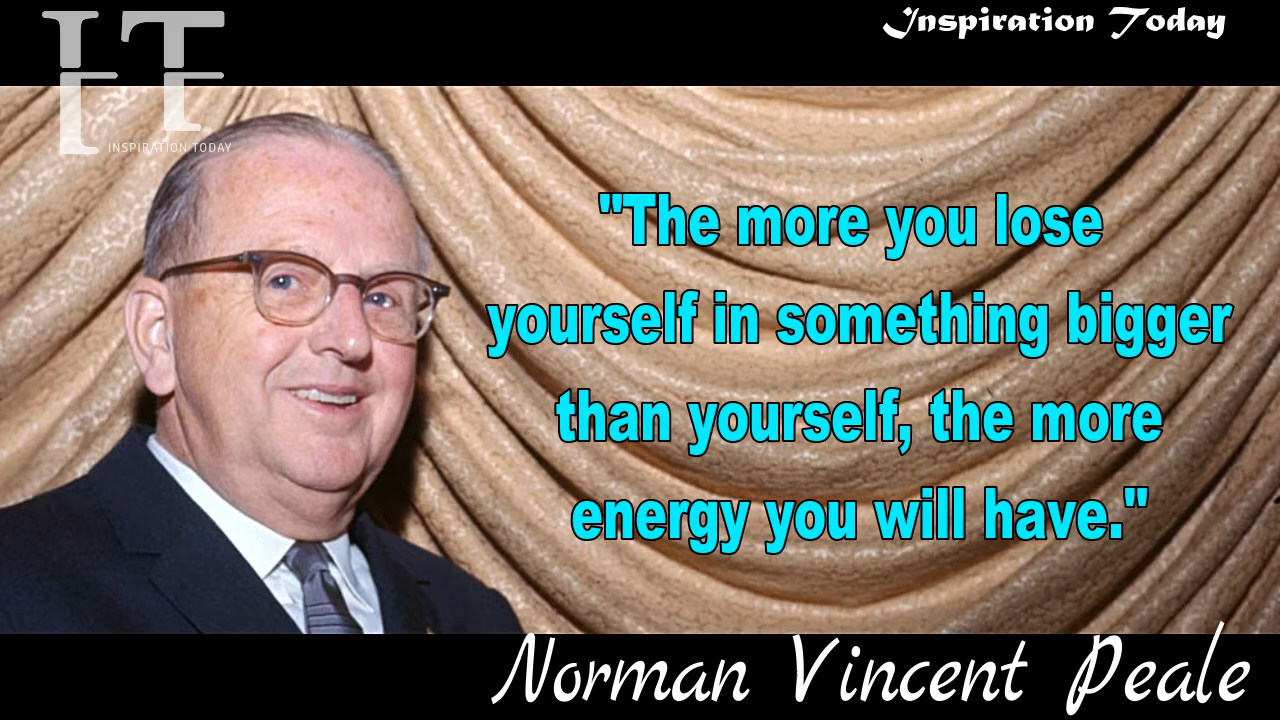 IT
INSPIRATION TODAY
Inspiration Today
"The more you lose
yourself in something bigger
than yourself, the more
energy you will have."
Norman Vincent Peale